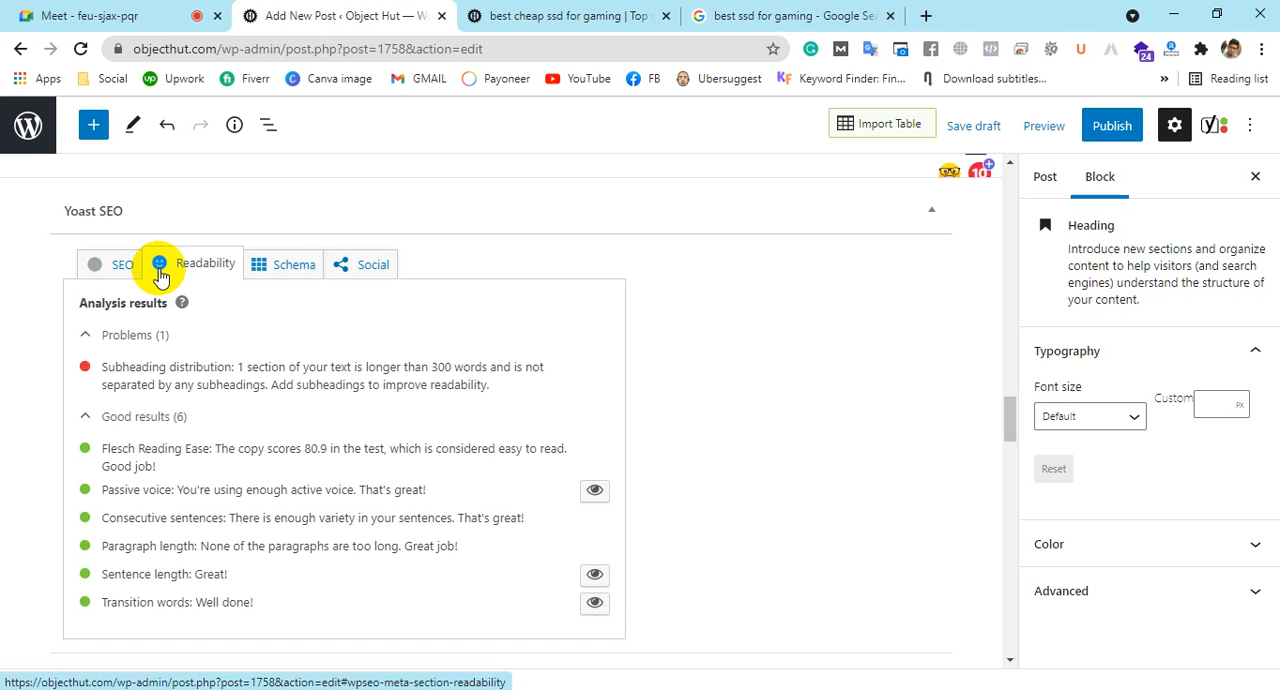 Meet - feu-sjax-pqr
Add New Post ‹ Object Hut — W
best cheap ssd for gaming | Top s
best ssd for gaming - Google Sea
objecthut.com/wp-admin/post.php?post=1758&action=edit
24
Apps
Social
Upwork
Fiverr
Canva image
GMAIL
Payoneer
YouTube
FB
Ubersuggest
Keyword Finder: Fin...
Download subtitles...
Reading list
Import Table
Save draft
Preview
Publish
Post
Block
Yoast SEO
SEO
Readability
Schema
Social
Analysis results
Problems (1)
Subheading distribution: 1 section of your text is longer than 300 words and is not
separated by any subheadings. Add subheadings to improve readability.
Good results (6)
Flesch Reading Ease: The copy scores 80.9 in the test, which is considered easy to read.
Good job!
Passive voice: You're using enough active voice. That's great!
Consecutive sentences: There is enough variety in your sentences. That's great!
Paragraph length: None of the paragraphs are too long. Great job!
Sentence length: Great!
Transition words: Well done!
Heading
Introduce new sections and organize
content to help visitors (and search
engines) understand the structure of
your content.
Typography
Font size
Custom
Default
PX
Reset
Color
Advanced
https://objecthut.com/wp-admin/post.php?post=1758&action=edit#wpseo-meta-section-readability